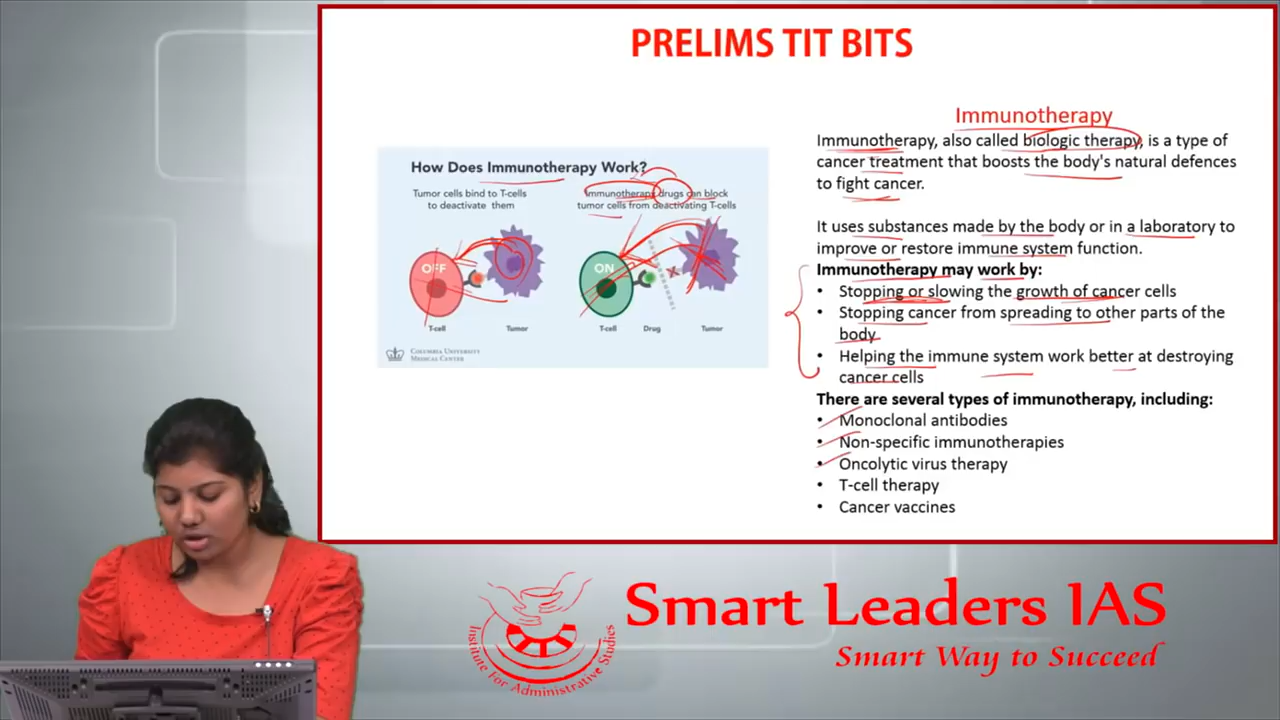 PRELIMS TIT BITS
How Does Immunotherapy Work?
Tumor cells bind to T-cells
to deactivate them
Immunotherapy drugs can block
tumor cells from deactivating T-cells
OFF
ON
T-cell
Tumor
T-cell
Drug
Tumor
COLUMBIA UNIVERSITY
MEDICAL CENTER
Immunotherapy
Immunotherapy, also called biologic therapy, is a type of
cancer treatment that boosts the body's natural defences
to fight cancer.
It uses substances made by the body or in a laboratory to
improve or restore immune system function.
Immunotherapy may work by:
• Stopping or slowing the growth of cancer cells
• Stopping cancer from spreading to other parts of the
body
• Helping the immune system work better at destroying
cancer cells
There are several types of immunotherapy, including:
• Monoclonal antibodies
• Non-specific immunotherapies
• Oncolytic virus therapy
• T-cell therapy
• Cancer vaccines
Institute For Administrative Studies
Smart Leaders IAS
Smart Way to Succeed